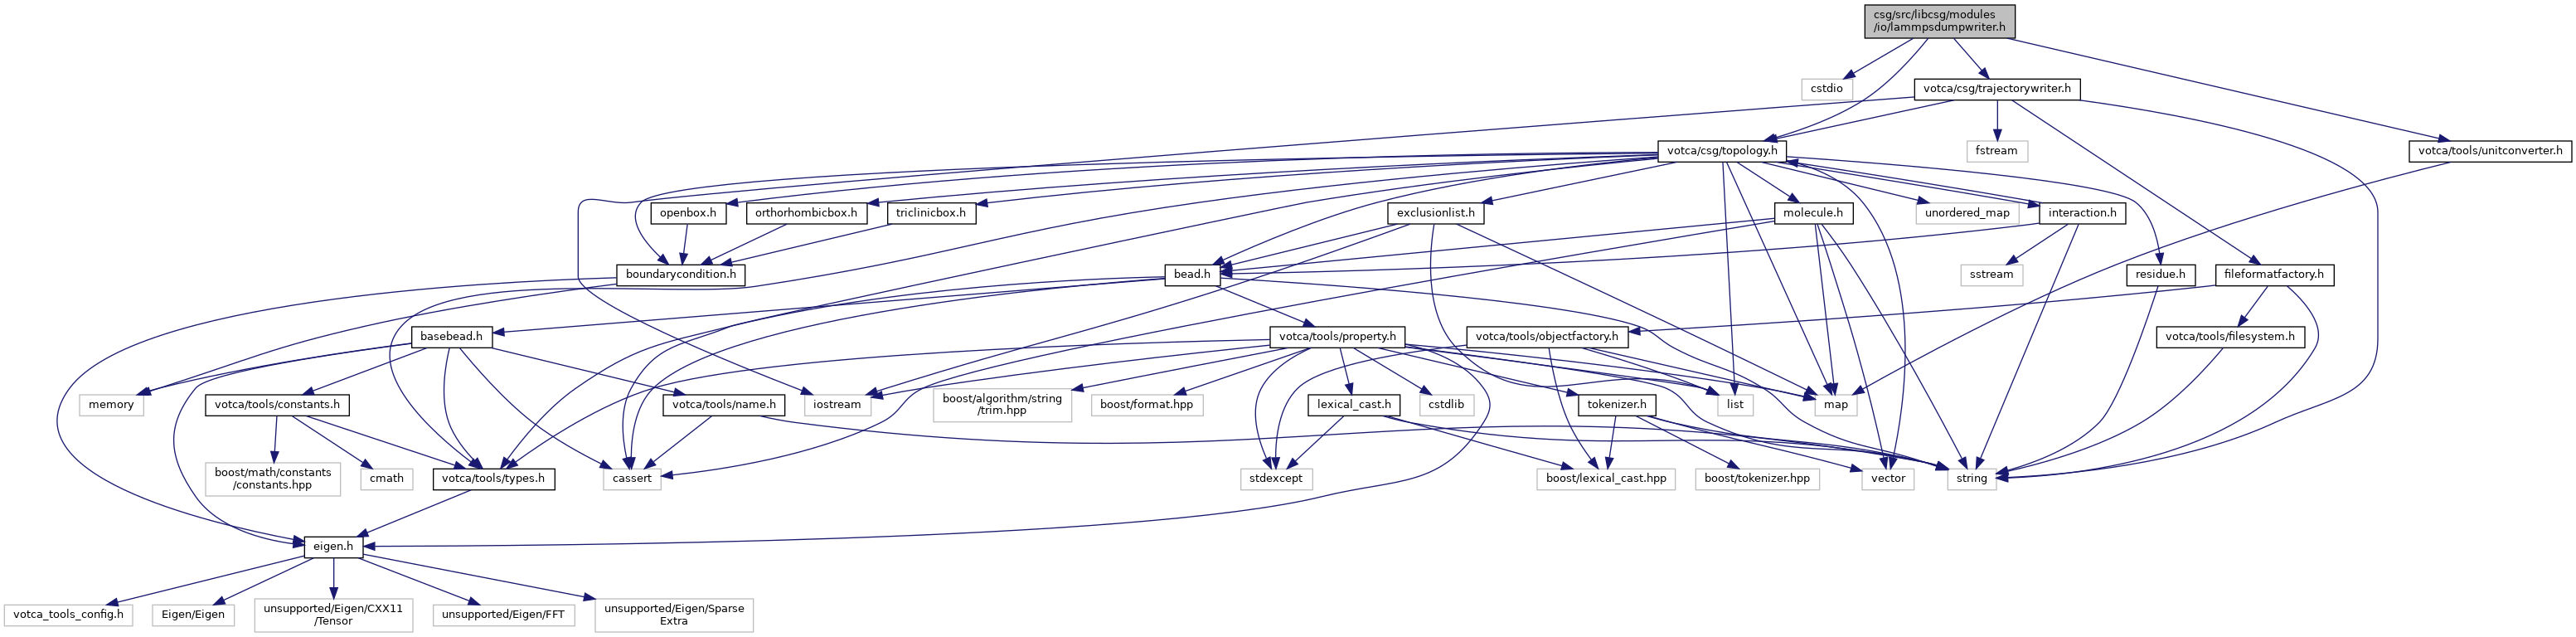 csg/src/libcsg/modules
/io/lammpsdumpwriter.h
cstdio
votca/csg/trajectorywriter.h
votca/csg/topology.h
fstream
votca/tools/unitconverter.h
openbox.h
orthorhombicbox.h
triclinicbox.h
exclusionlist.h
molecule.h
unordered_map
interaction.h
boundarycondition.h
bead.h
sstream
residue.h
fileformatfactory.h
basebead.h
votca/tools/property.h
votca/tools/objectfactory.h
votca/tools/filesystem.h
memory
votca/tools/constants.h
votca/tools/name.h
iostream
boost/algorithm/string
/trim.hpp
boost/format.hpp
lexical_cast.h
cstdlib
tokenizer.h
list
map
boost/math/constants
/constants.hpp
cmath
votca/tools/types.h
cassert
stdexcept
boost/lexical_cast.hpp
boost/tokenizer.hpp
vector
string
eigen.h
votca_tools_config.h
Eigen/Eigen
unsupported/Eigen/CXX11
/Tensor
unsupported/Eigen/FFT
unsupported/Eigen/Sparse
Extra